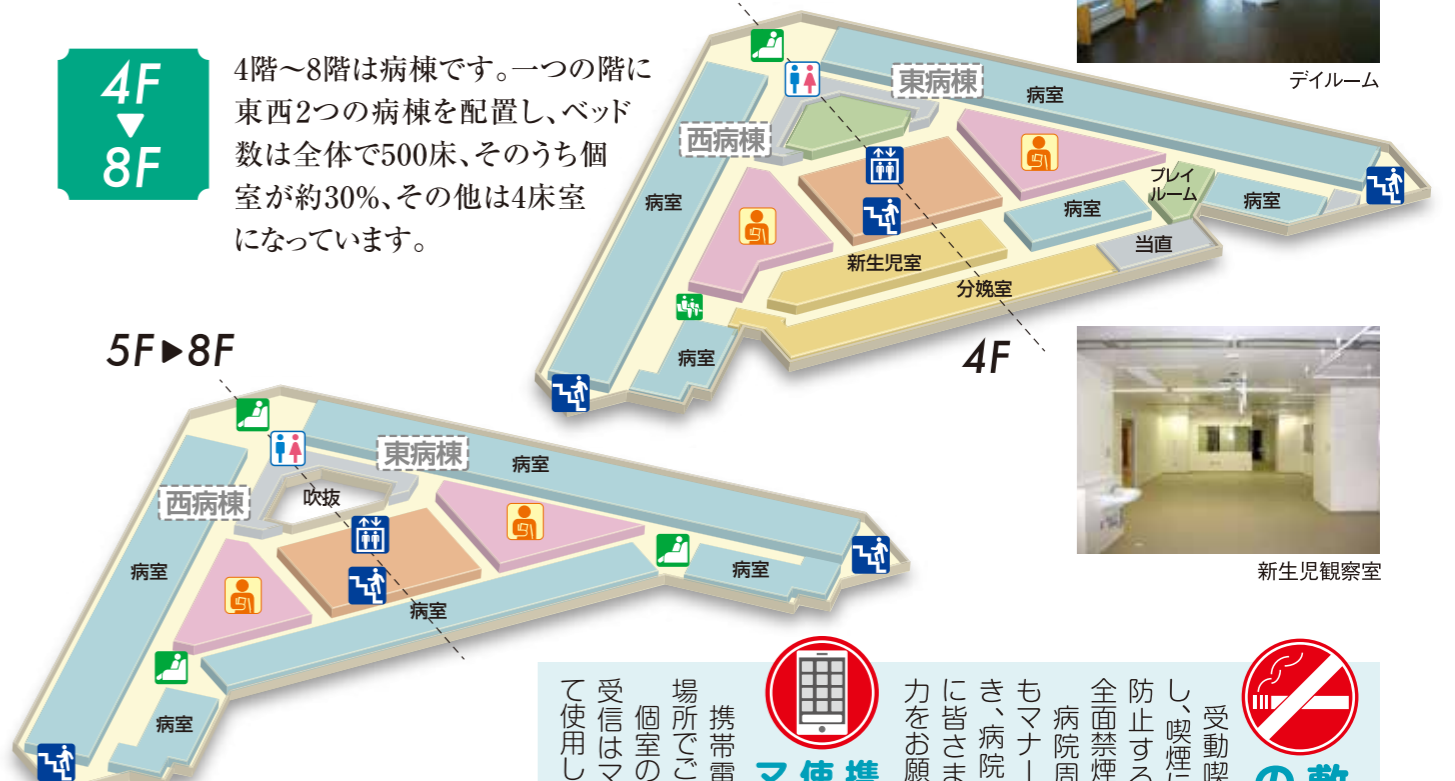 4F
▼
8F
4階〜8階は病棟です。一つの階に
東西2つの病棟を配置し、ベッド
数は全体で500床、そのうち個
室が約30%、その他は4床室
になっています。
デイルーム
東病棟
病室
西病棟
病室
プレイ
ルーム
病室
病室
当直
新生児室
分娩室
病室
4F
新生児観察室
5F▶8F
東病棟
病室
西病棟
吹抜
病室
病室
病室
病室
敷
の
受動喫
し、喫煙に
防止する
全面禁煙
病院周
もマナー
き、病院
に皆さま
力をお願
携
使
マ
携帯電
場所でご
個室の
受信はマ
て使用し